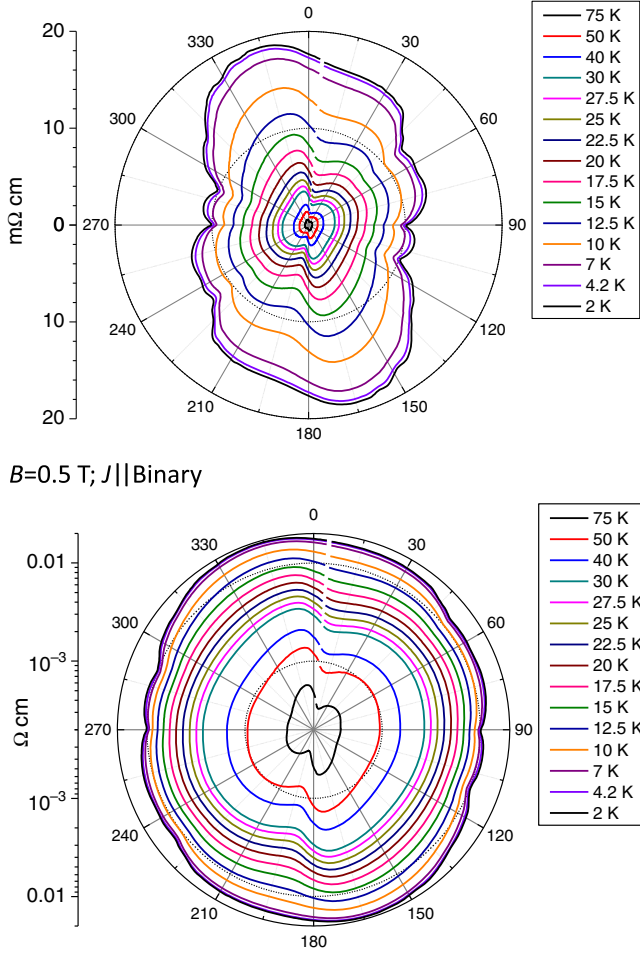 0
30
60
90
120
150
180
210
240
270
300
330
20
10
0
10
20
mΩ cm
75 K
50 K
40 K
30 K
27.5 K
25 K
22.5 K
20 K
17.5 K
15 K
12.5 K
10 K
7 K
4.2 K
2 K
B=0.5 T; J||Binary
0
30
60
90
120
150
180
210
240
270
300
330
0.01
10⁻³
10⁻³
0.01
Ω cm
75 K
50 K
40 K
30 K
27.5 K
25 K
22.5 K
20 K
17.5 K
15 K
12.5 K
10 K
7 K
4.2 K
2 K